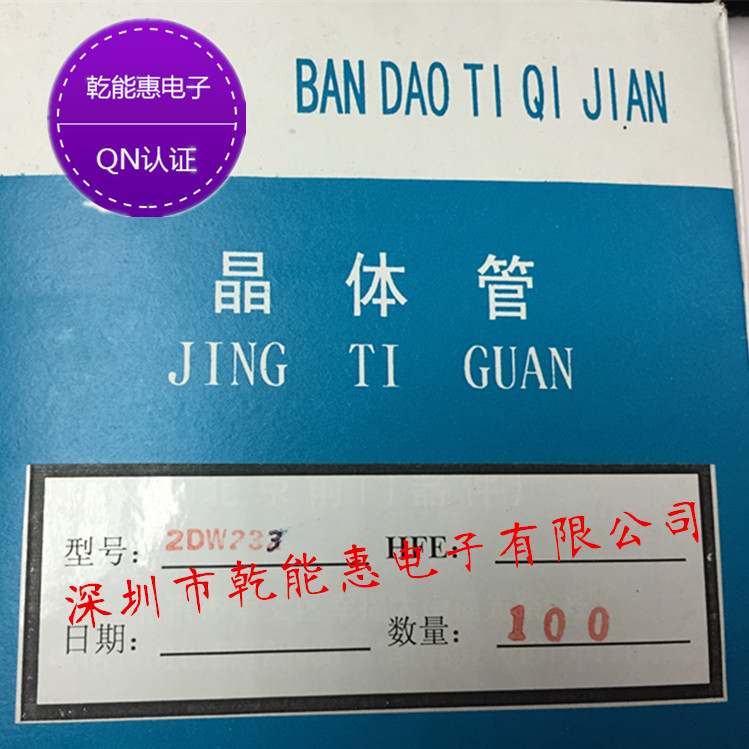 乾能惠电子
QN认证
BAN DAO TI QI JIAN
晶体管
JING TI GUAN
型号: 2DW233 HFE:
深圳市乾能惠电子有限公司
日期: 数量: 100